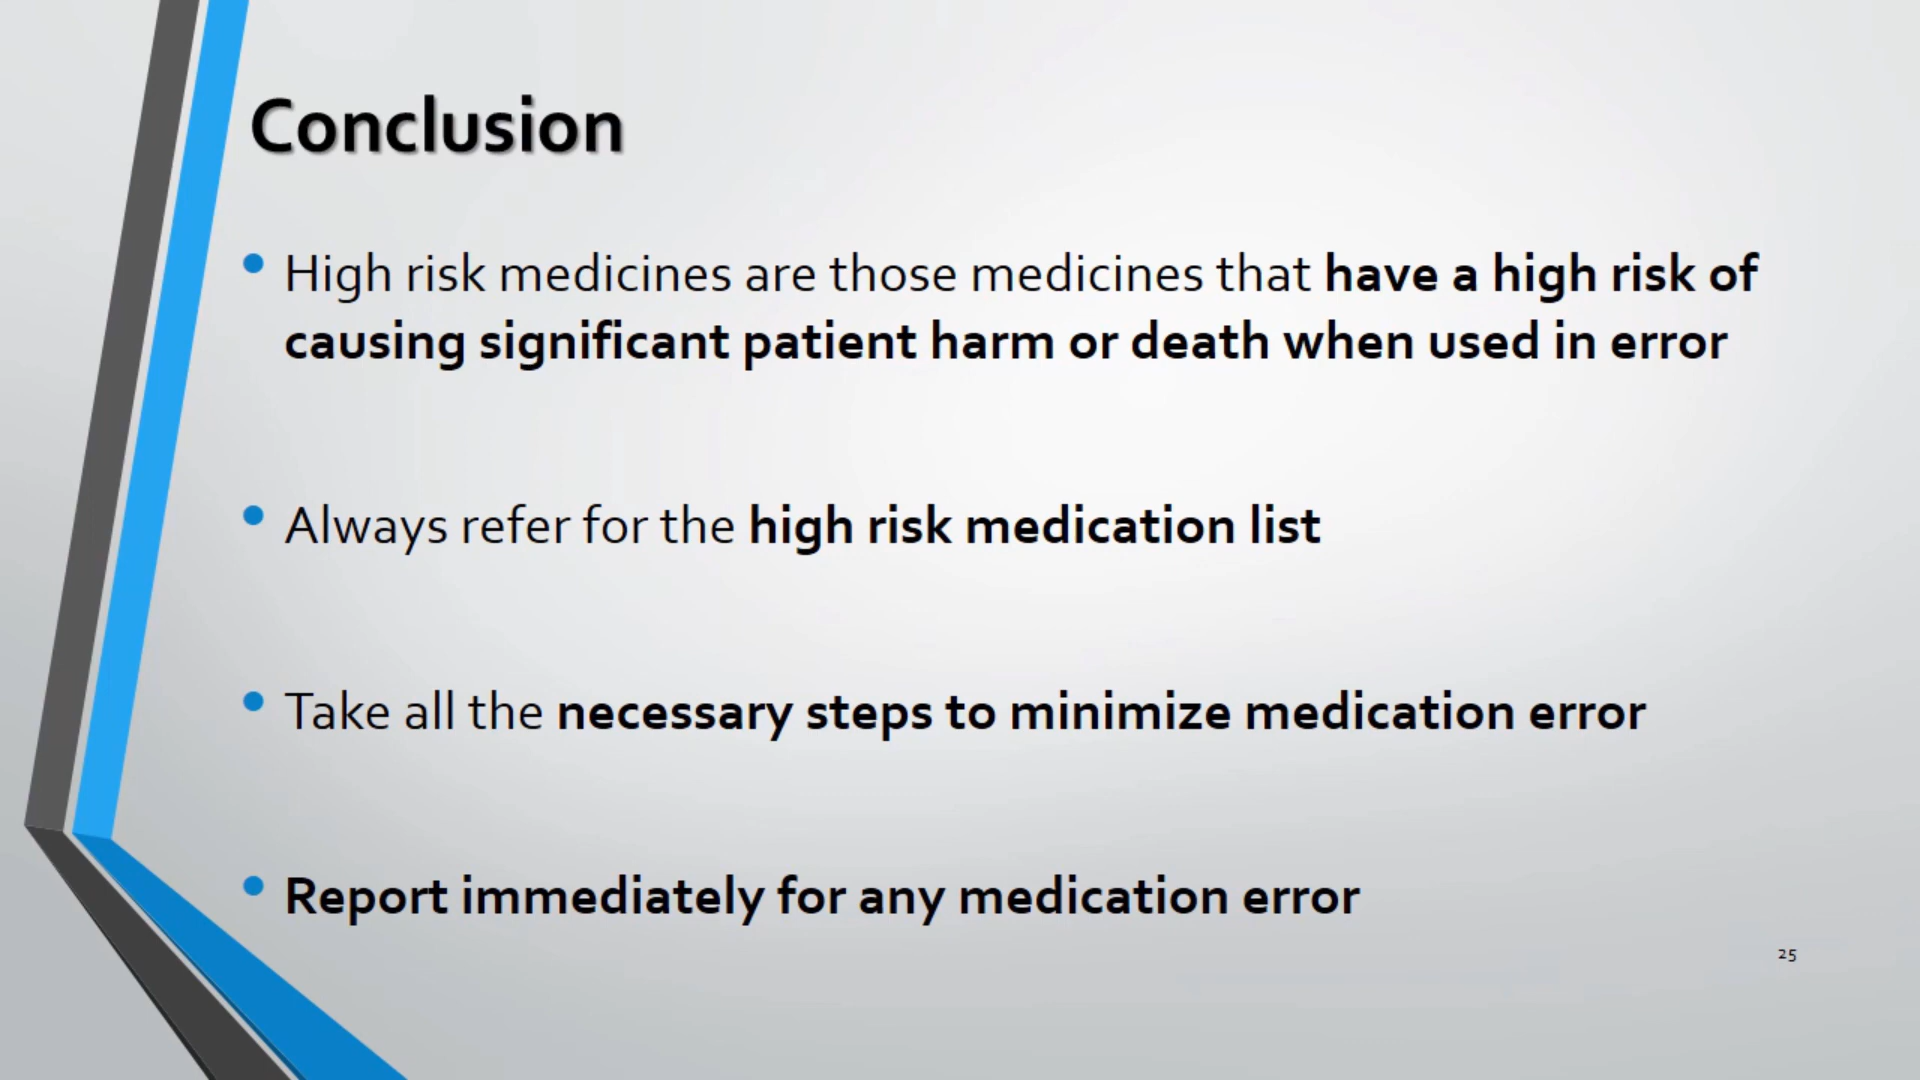 Conclusion
• High risk medicines are those medicines that have a high risk of
causing significant patient harm or death when used in error
• Always refer for the high risk medication list
• Take all the necessary steps to minimize medication error
• Report immediately for any medication error
25